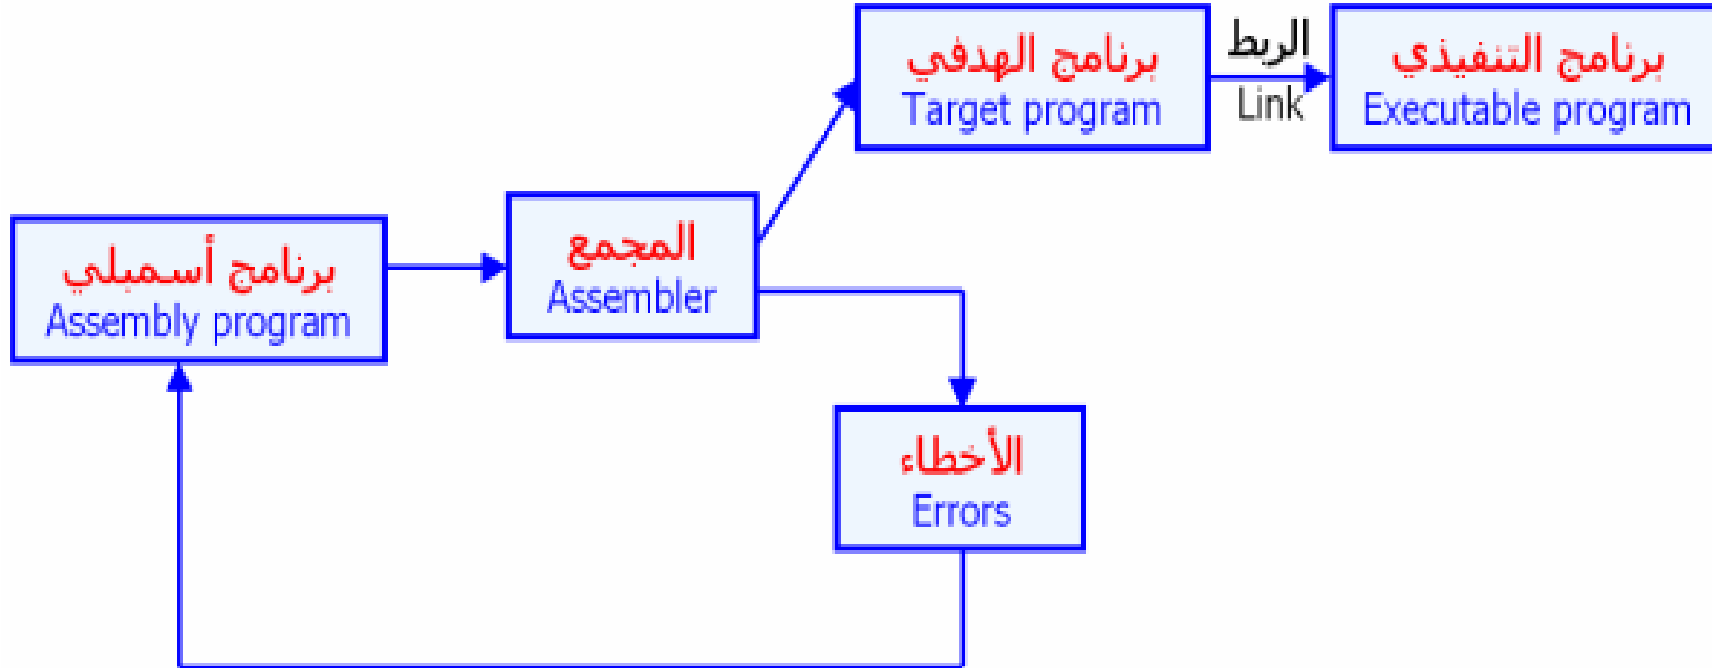 برنامج الهدفي
Target program
الربط
Link
برنامج التنفيذي
Executable program
برنامج أسمبلي
Assembly program
المجمع
Assembler
الأخطاء
Errors